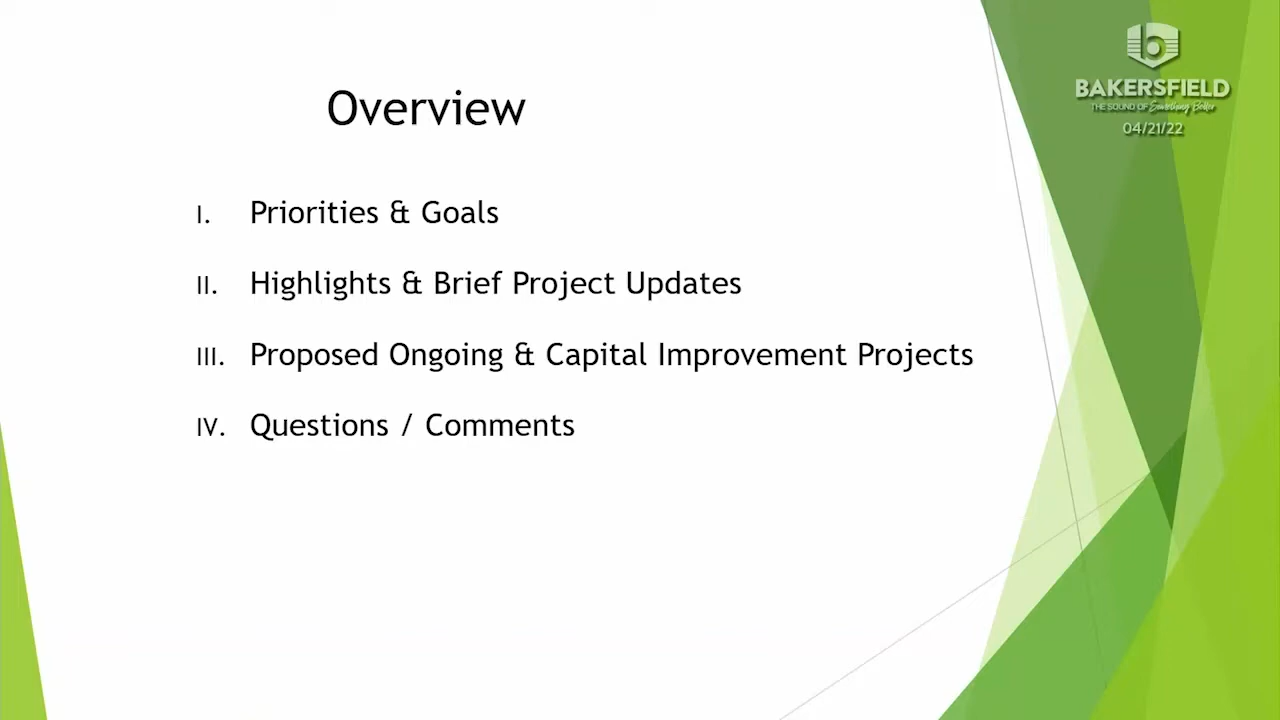 BAKERSFIELD
THE SOUND OF Something Better
04/21/22
Overview
I. Priorities & Goals
II. Highlights & Brief Project Updates
III. Proposed Ongoing & Capital Improvement Projects
IV. Questions / Comments